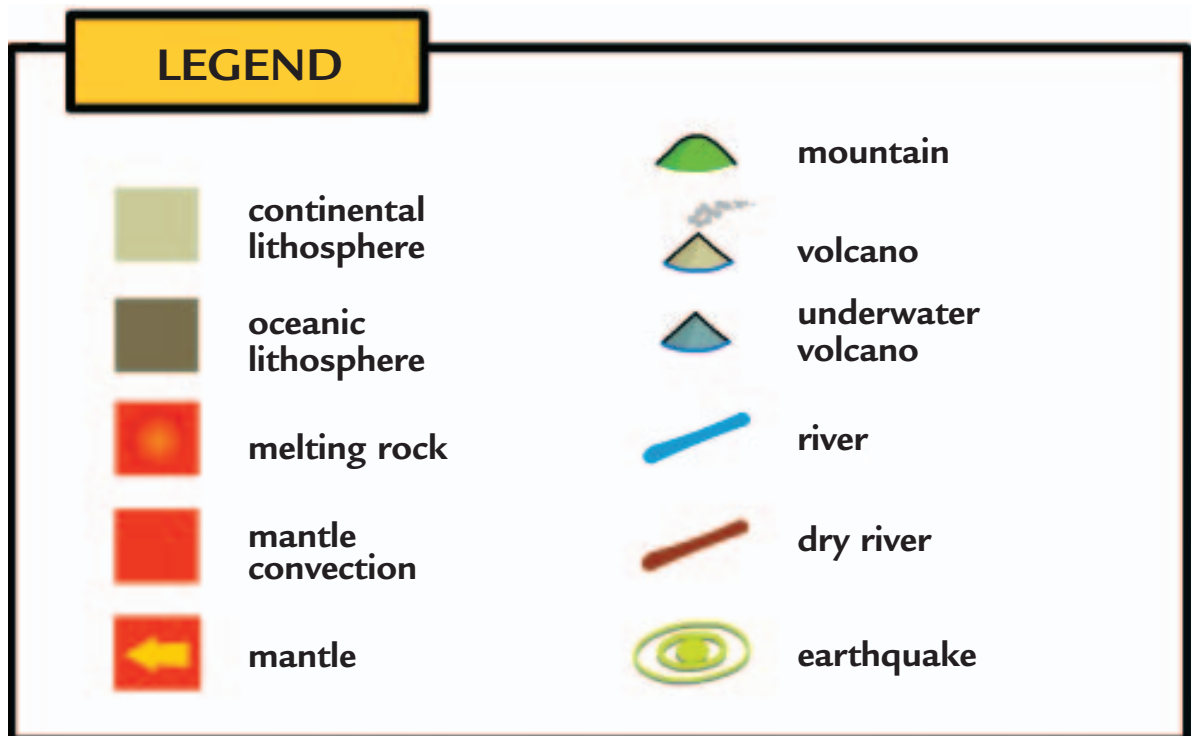 LEGEND
continental
lithosphere
oceanic
lithosphere
melting rock
mantle
convection
mantle
mountain
volcano
underwater
volcano
river
dry river
earthquake